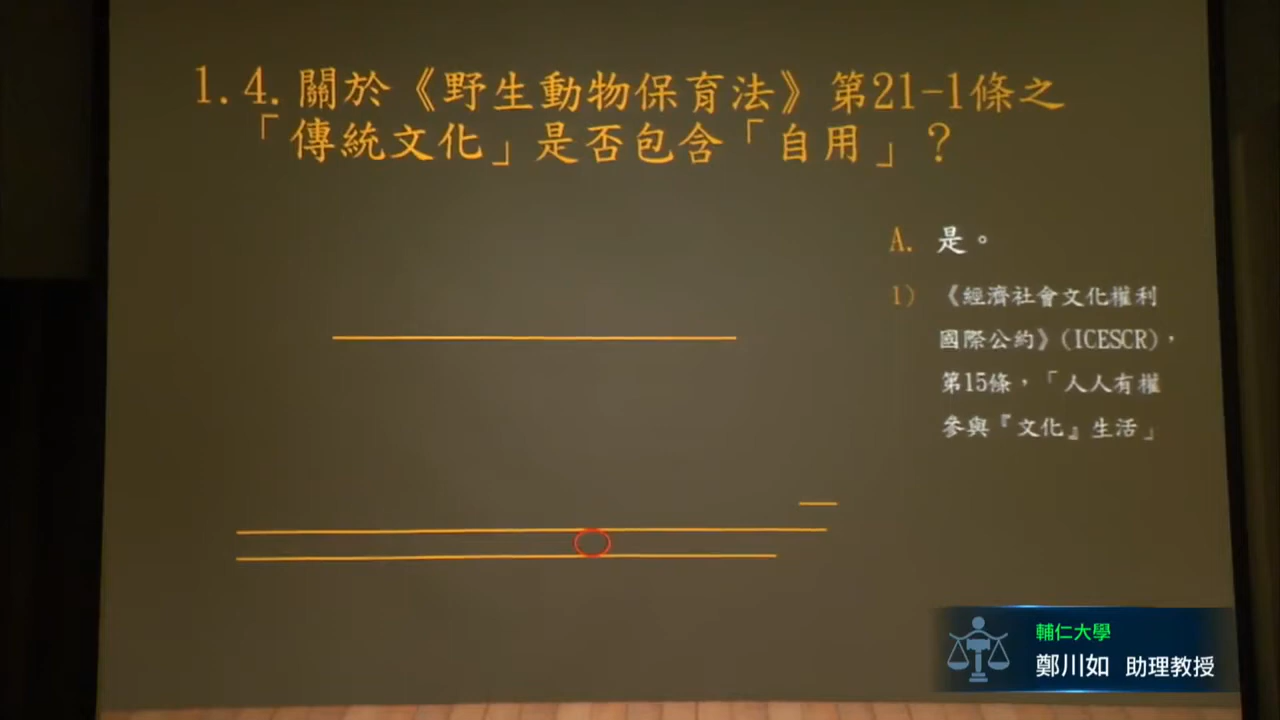 1.4.關於《野生動物保育法》第21-1條之
「傳統文化」是否包含「自用」？
A. 是。
1) 《經濟社會文化權利
國際公約》(ICESCR)，
第15條，「人人有權
參與『文化』生活」
輔仁大學
鄭川如 助理教授